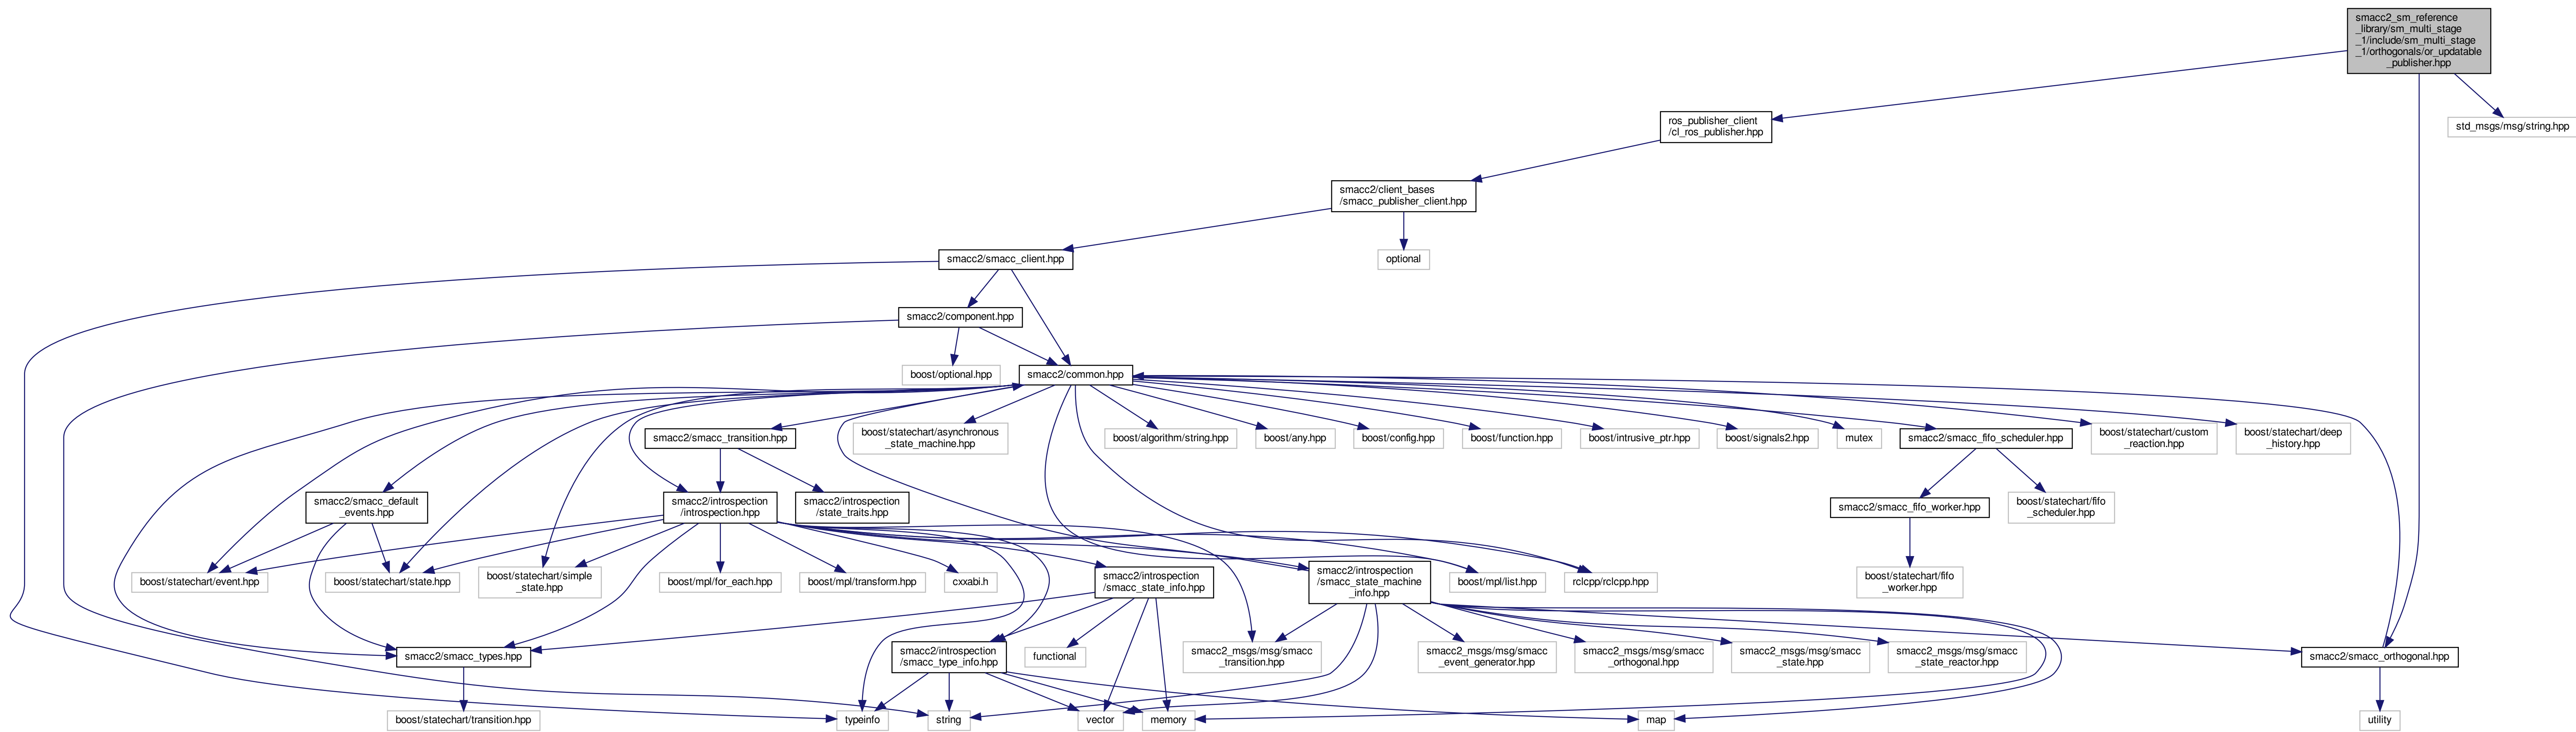 smacc2_sm_reference
_library/sm_multi_stage
_1/include/sm_multi_stage
_1/orthogonals/or_updatable
_publisher.hpp
ros_publisher_client
/cl_ros_publisher.hpp
std_msgs/msg/string.hpp
smacc2/client_bases
/smacc_publisher_client.hpp
smacc2/smacc_client.hpp
optional
smacc2/component.hpp
boost/optional.hpp
smacc2/common.hpp
smacc2/smacc_transition.hpp
boost/statechart/asynchronous
_state_machine.hpp
boost/algorithm/string.hpp
boost/any.hpp
boost/config.hpp
boost/function.hpp
boost/intrusive_ptr.hpp
boost/signals2.hpp
mutex
smacc2/smacc_fifo_scheduler.hpp
boost/statechart/custom
_reaction.hpp
boost/statechart/deep
_history.hpp
smacc2/smacc_default
_events.hpp
smacc2/introspection
/introspection.hpp
smacc2/introspection
/state_traits.hpp
smacc2/smacc_fifo_worker.hpp
boost/statechart/fifo
_scheduler.hpp
boost/statechart/event.hpp
boost/statechart/state.hpp
boost/statechart/simple
_state.hpp
boost/mpl/for_each.hpp
boost/mpl/transform.hpp
cxxabi.h
smacc2/introspection
/smacc_state_info.hpp
smacc2/introspection
/smacc_state_machine
_info.hpp
boost/mpl/list.hpp
rclcpp/rclcpp.hpp
boost/statechart/fifo
_worker.hpp
smacc2/smacc_types.hpp
smacc2/introspection
/smacc_type_info.hpp
functional
smacc2_msgs/msg/smacc
_transition.hpp
smacc2_msgs/msg/smacc
_event_generator.hpp
smacc2_msgs/msg/smacc
_orthogonal.hpp
smacc2_msgs/msg/smacc
_state.hpp
smacc2_msgs/msg/smacc
_state_reactor.hpp
smacc2/smacc_orthogonal.hpp
boost/statechart/transition.hpp
typeinfo
string
vector
memory
map
utility